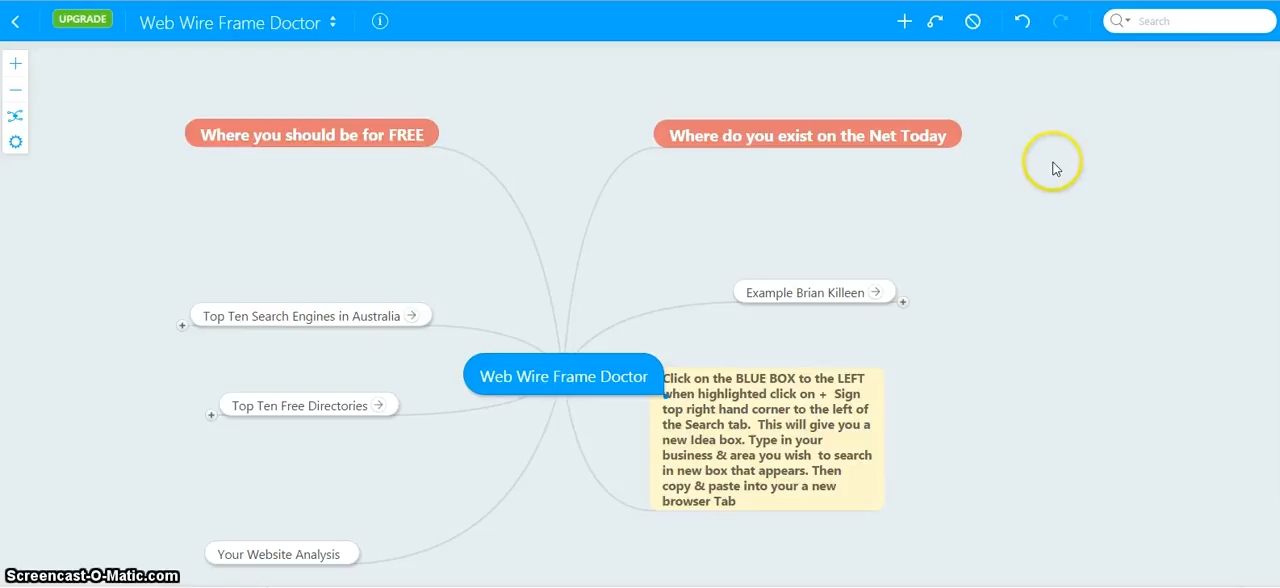 UPGRADE
Web Wire Frame Doctor
Search
Where you should be for FREE
Where do you exist on the Net Today
Example Brian Killeen
Top Ten Search Engines in Australia
Web Wire Frame Doctor
Click on the BLUE BOX to the LEFT
when highlighted click on + Sign
top right hand corner to the left of
the Search tab. This will give you a
new Idea box. Type in your
business & area you wish to search
in new box that appears. Then
copy & paste into your a new
browser Tab
Top Ten Free Directories
Your Website Analysis
Screencast-O-Matic.com